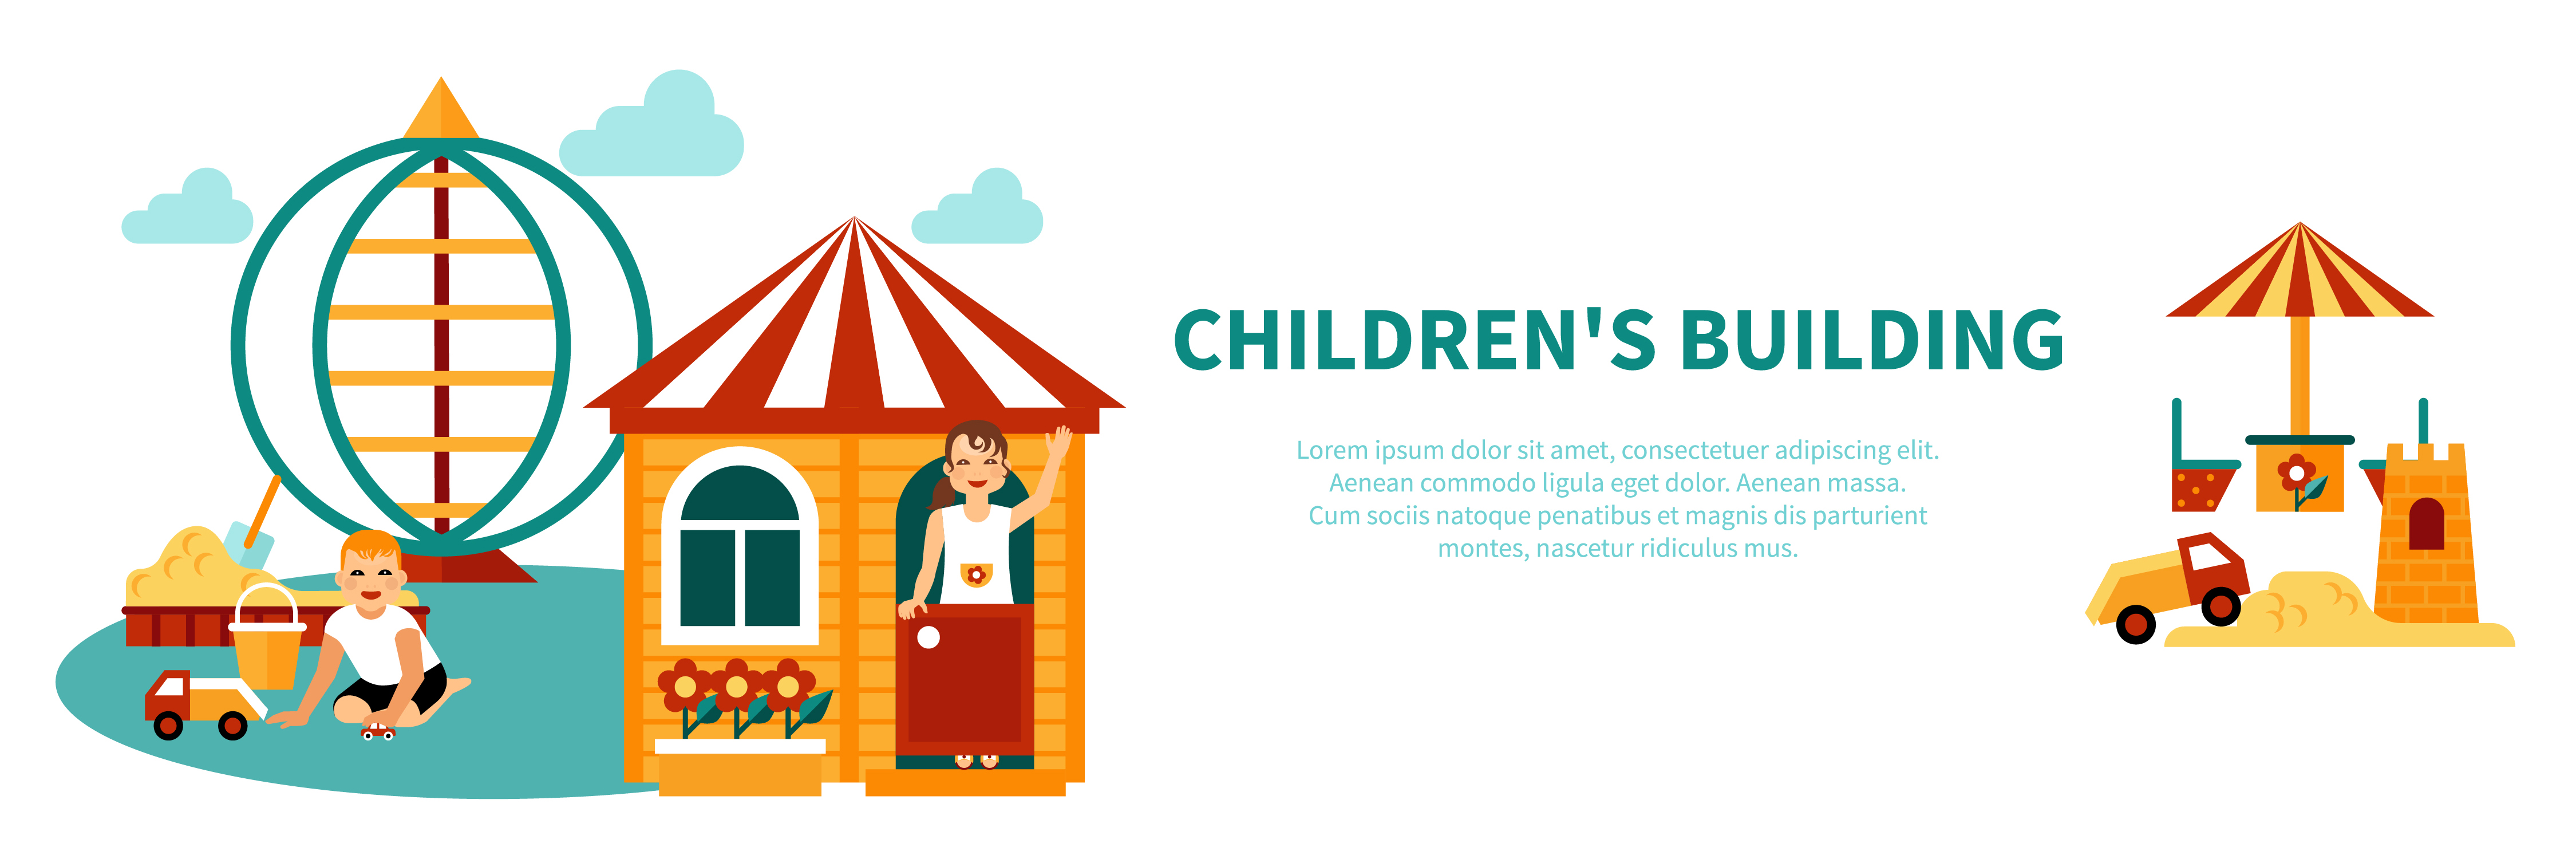 CHILDREN'S BUILDING
Lorem ipsum dolor sit amet, consectetuer adipiscing elit.
Aenean commodo ligula eget dolor. Aenean massa.
Cum sociis natoque penatibus et magnis dis parturient
montes, nascetur ridiculus mus.